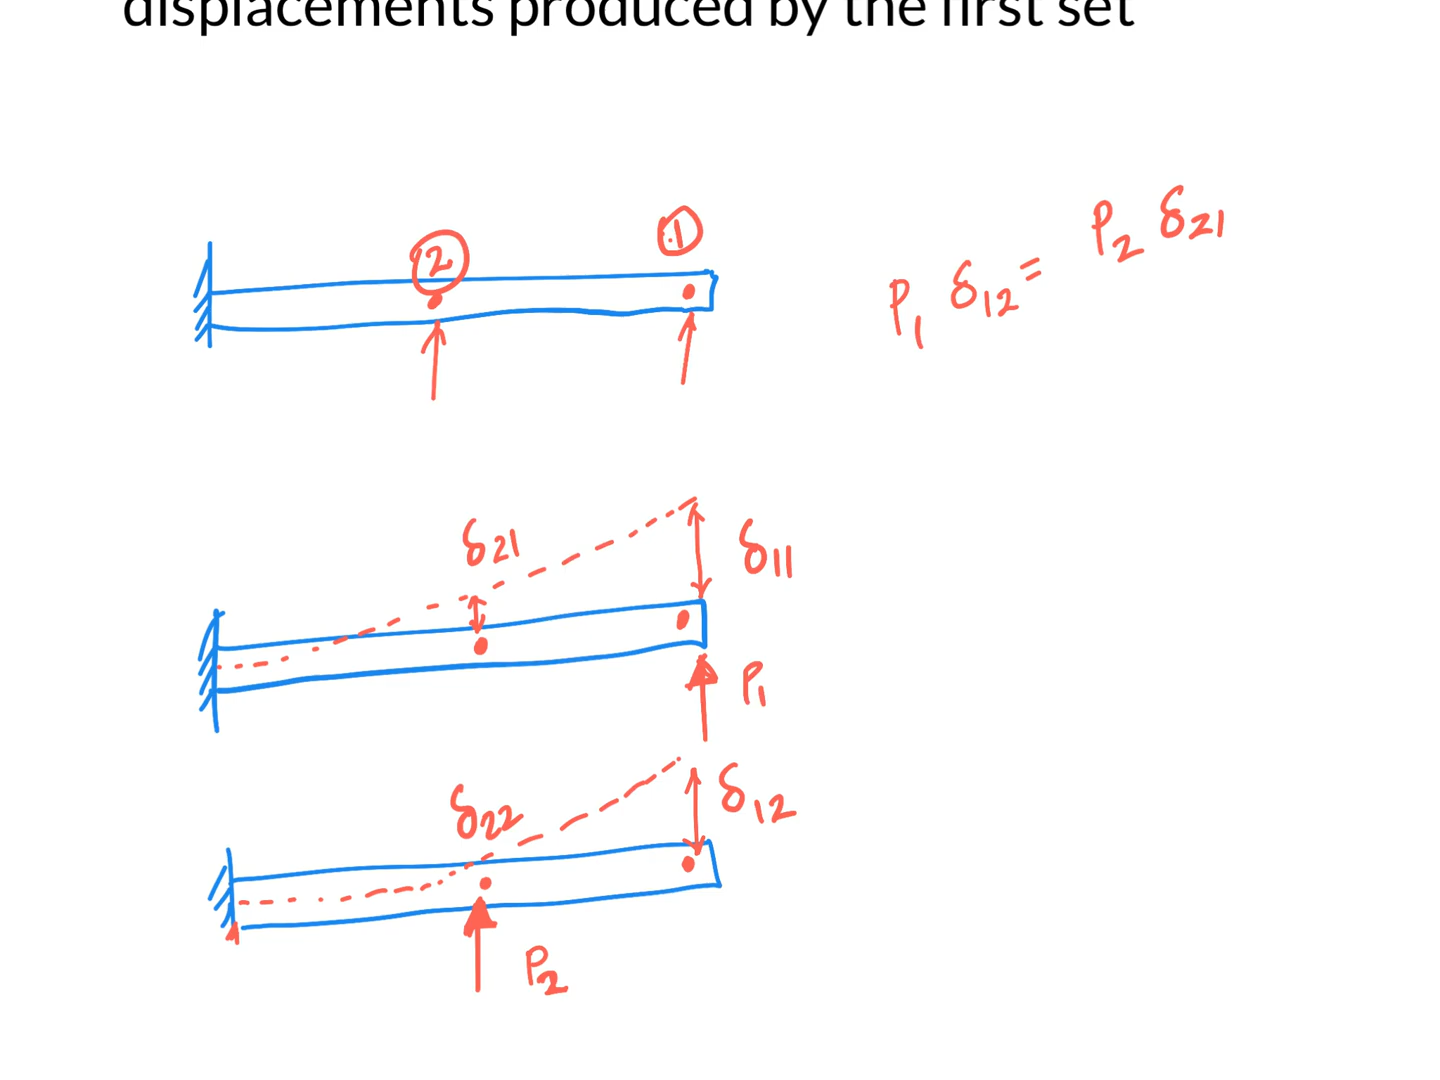 displacements produced by the first set
2
1
P₁ δ₁₂ = P₂ δ₂₁
δ₂₁
δ₁₁
P₁
δ₂₂
δ₁₂
P₂